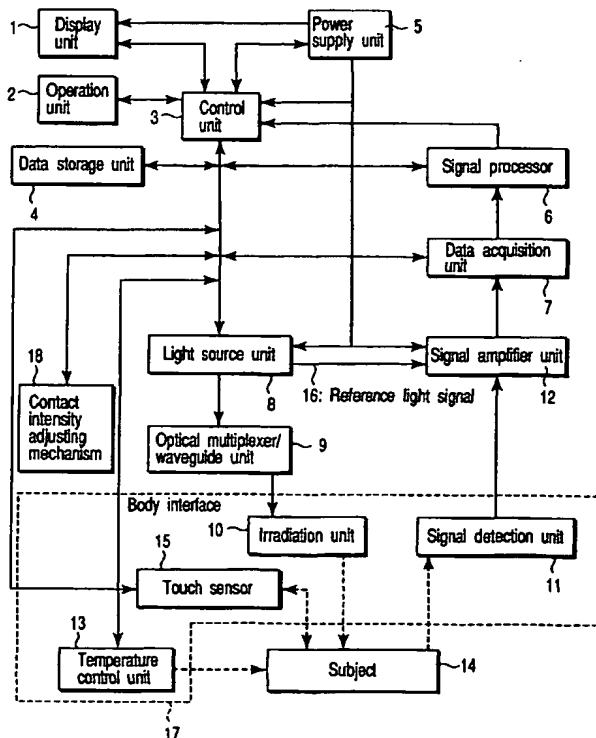 1
Display
unit
Power
supply unit
5
2
Operation
unit
Control
unit
3
Data storage unit
4
Signal processor
6
Data acquisition
unit
7
Light source unit
8
Signal amplifier unit
12
16: Reference light signal
18
Contact
intensity
adjusting
mechanism
Optical multiplexer/
waveguide unit
9
Body interface
10
Irradiation unit
Signal detection unit
11
15
Touch sensor
13
Temperature
control unit
Subject
14
17